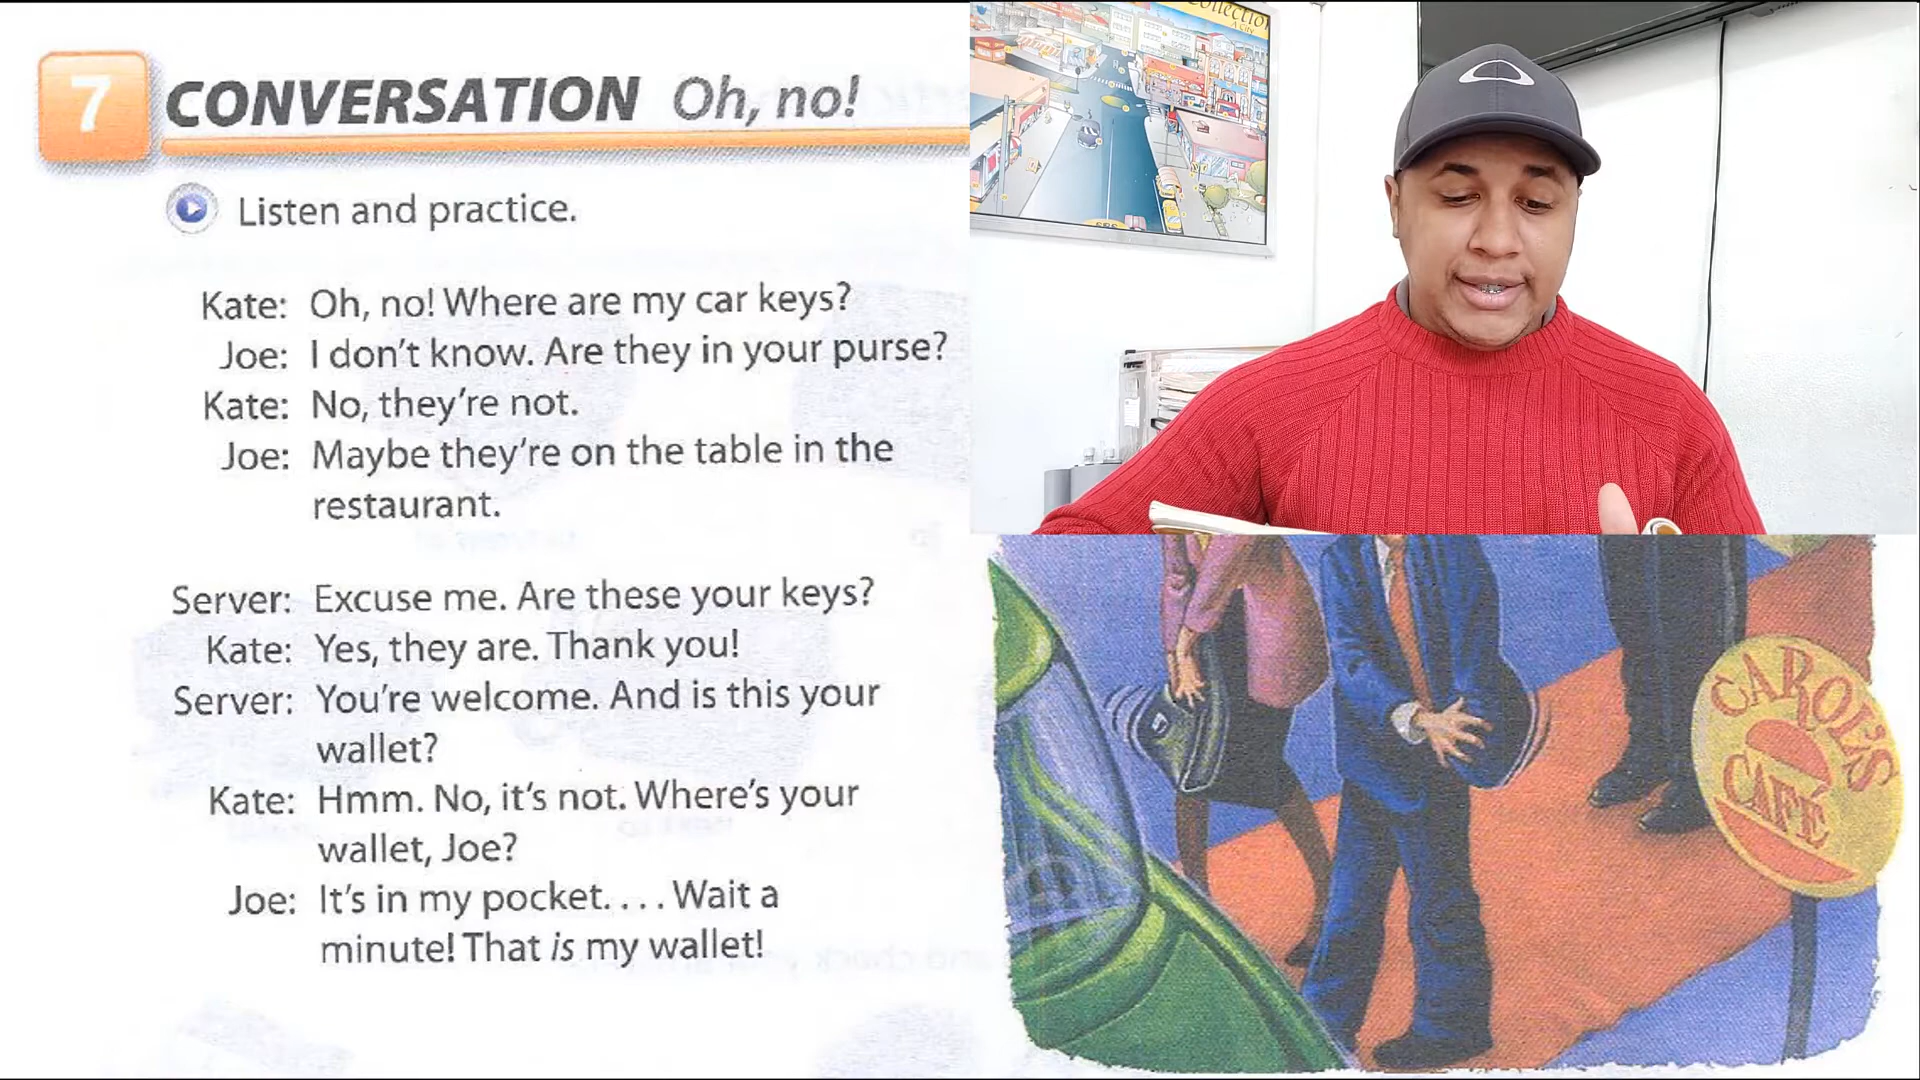 7 CONVERSATION Oh, no!
Listen and practice.
Kate: Oh, no! Where are my car keys?
Joe: I don't know. Are they in your purse?
Kate: No, they're not.
Joe: Maybe they're on the table in the
restaurant.
Server: Excuse me. Are these your keys?
Kate: Yes, they are. Thank you!
Server: You're welcome. And is this your
wallet?
Kate: Hmm. No, it's not. Where's your
wallet, Joe?
Joe: It's in my pocket. . . . Wait a
minute! That is my wallet!
Collection
A City
CAROL'S
CAFÉ